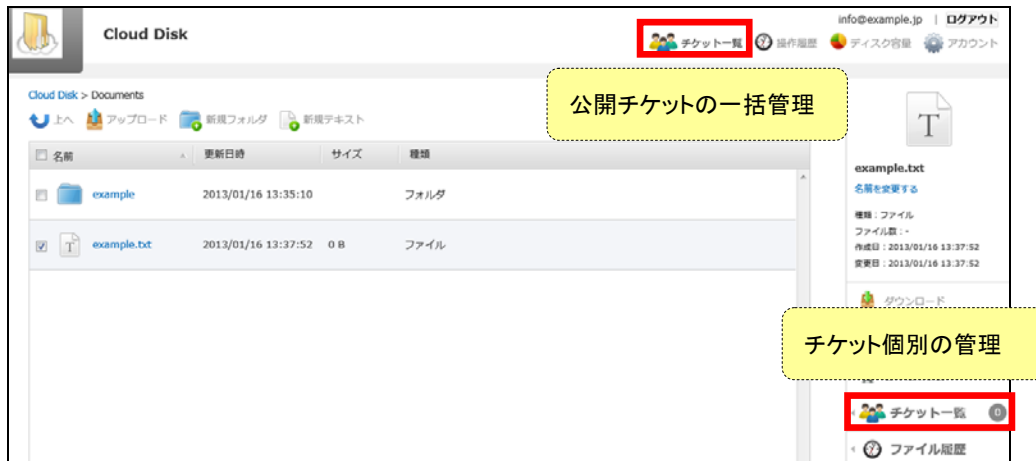 info@example.jp | ログアウト
Cloud Disk
チケット一覧 操作履歴 ディスク容量 アカウント
公開チケットの一括管理
Cloud Disk > Documents
上へ アップロード 新規フォルダ 新規テキスト
名前 更新日時 サイズ 種類
example 2013/01/16 13:35:10 フォルダ
example.txt 2013/01/16 13:37:52 0 B ファイル
T
example.txt
名前を変更する
種類：ファイル
ファイル数：-
作成日：2013/01/16 13:37:52
変更日：2013/01/16 13:37:52
ダウンロード
チケット個別の管理
チケット一覧 0
ファイル履歴